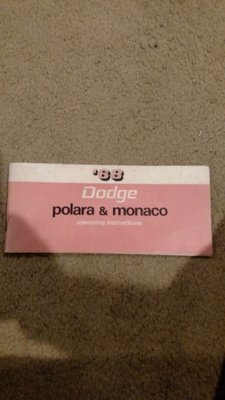 '68
Dodge
polara & monaco
operating instructions